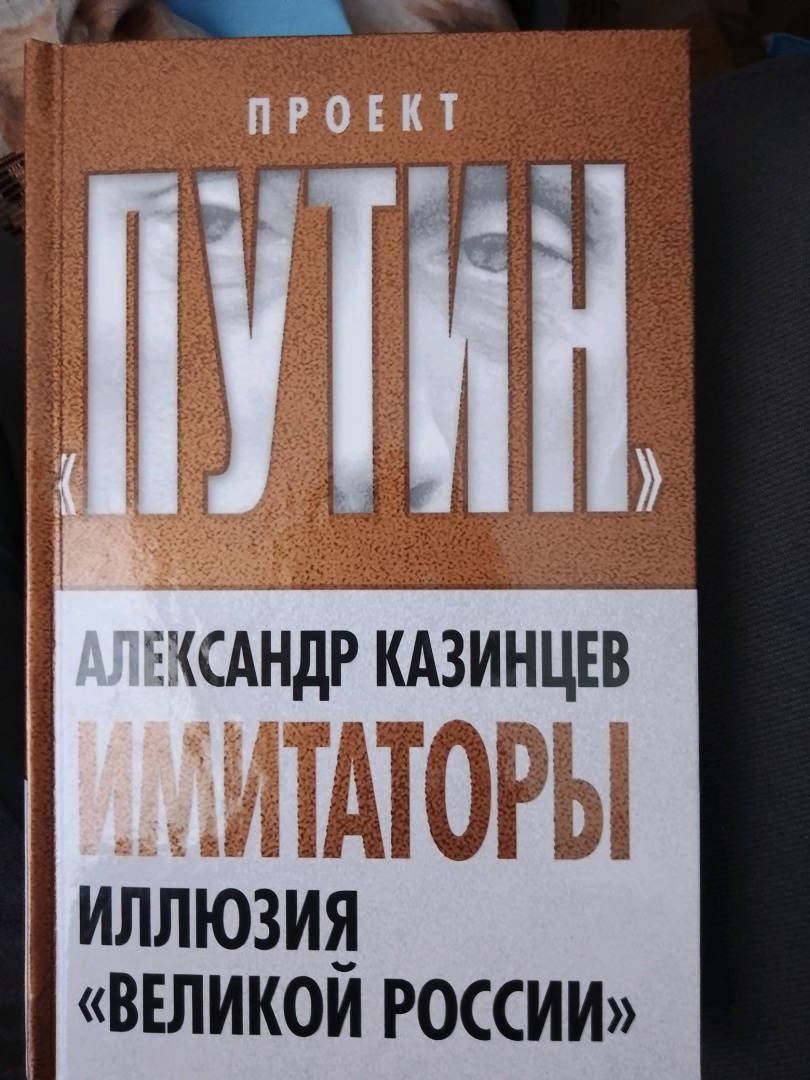 ПРОЕКТ
«ПУТИН»
АЛЕКСАНДР КАЗИНЦЕВ
ИМИТАТОРЫ
ИЛЛЮЗИЯ
«ВЕЛИКОЙ РОССИИ»